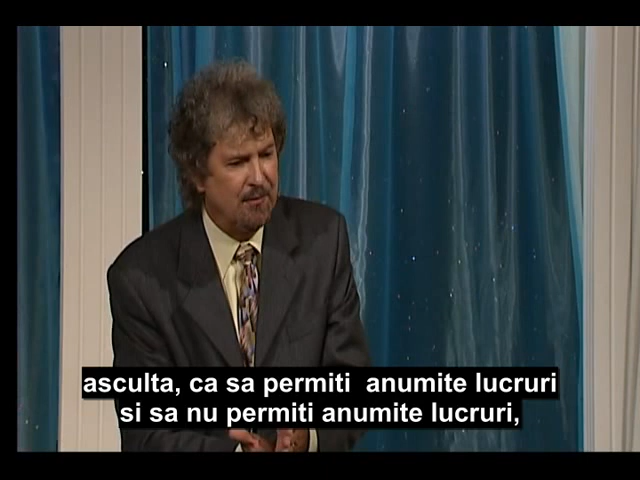 asculta, ca sa permiti  anumite lucruri
si sa nu permiti anumite lucruri,